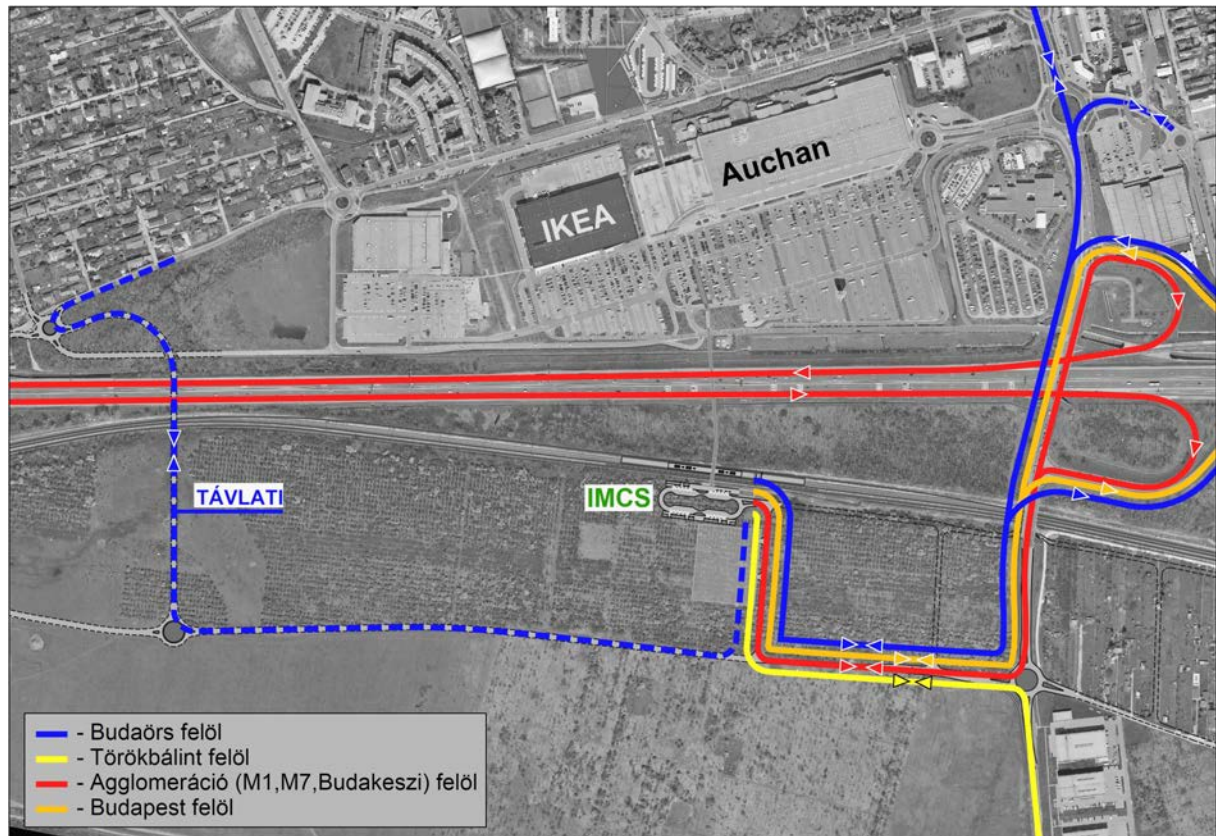 Auchan
IKEA
TÁVLATI
IMCS
- Budaörs felöl
- Törökbálint felöl
- Agglomeráció (M1,M7,Budakeszi) felöl
- Budapest felöl